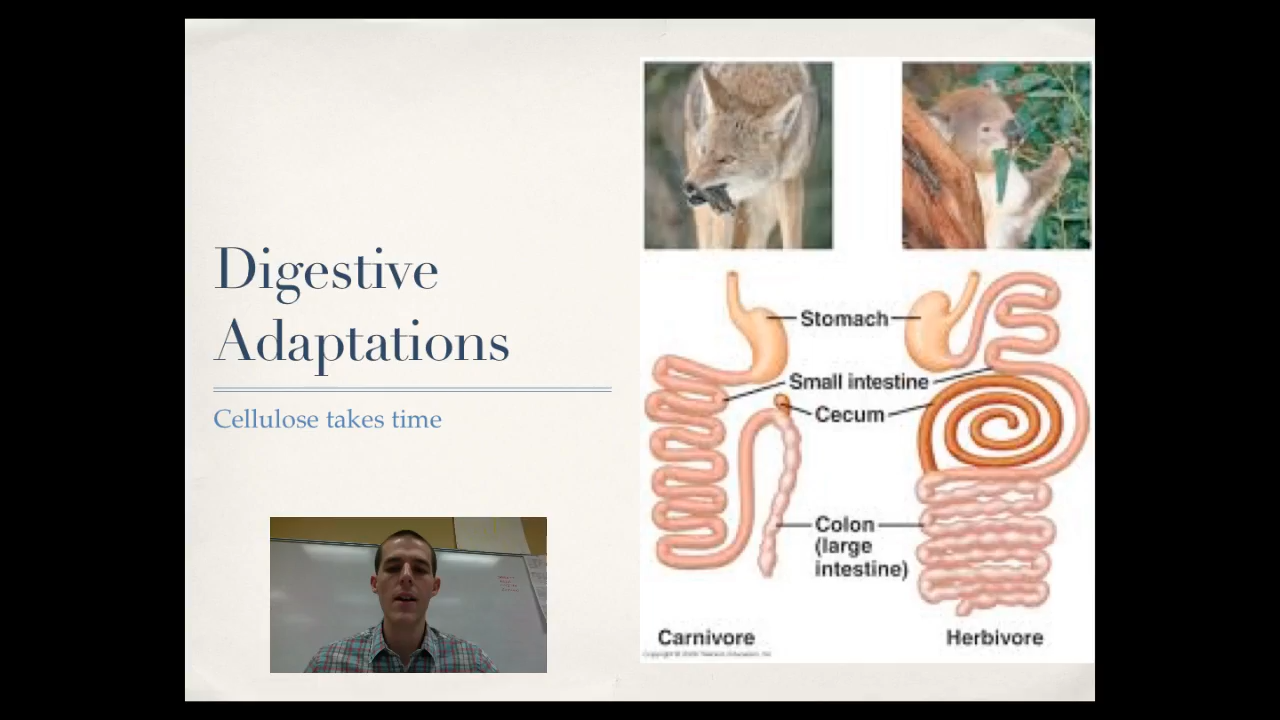 Digestive
Adaptations
Cellulose takes time
Stomach
Small intestine
Cecum
Colon
(large
intestine)
Carnivore
Herbivore